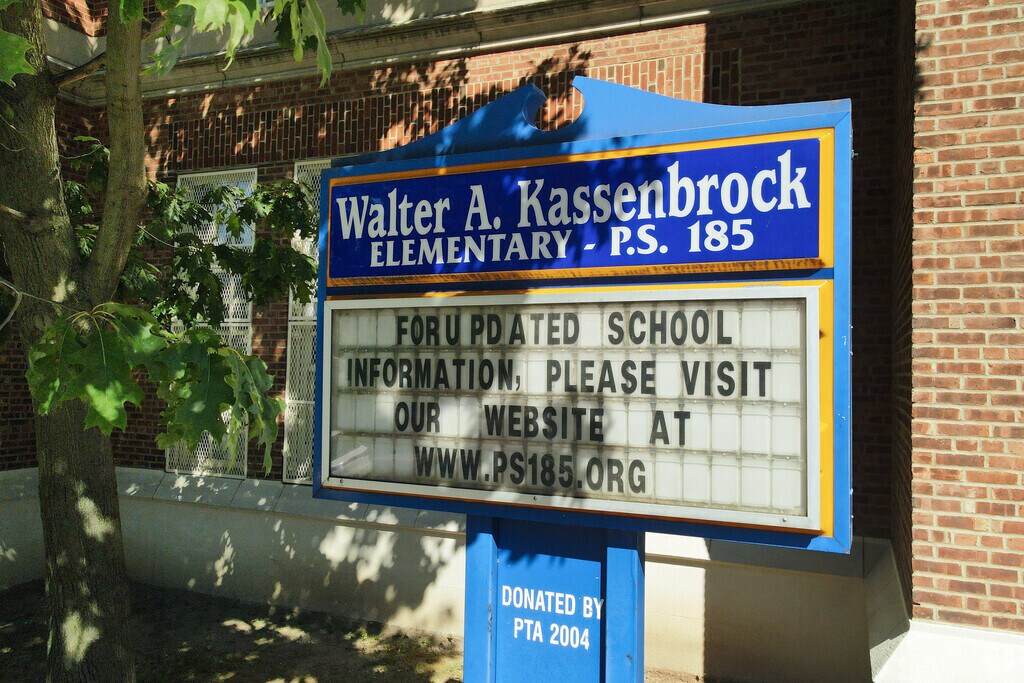 Walter A. Kassenbrock
ELEMENTARY - P.S. 185
FORU PDATED SCHOOL
INFORMATION, PLEASE VISIT
OUR WEBSITE AT
WWW.PS185.ORG
DONATED BY
PTA 2004